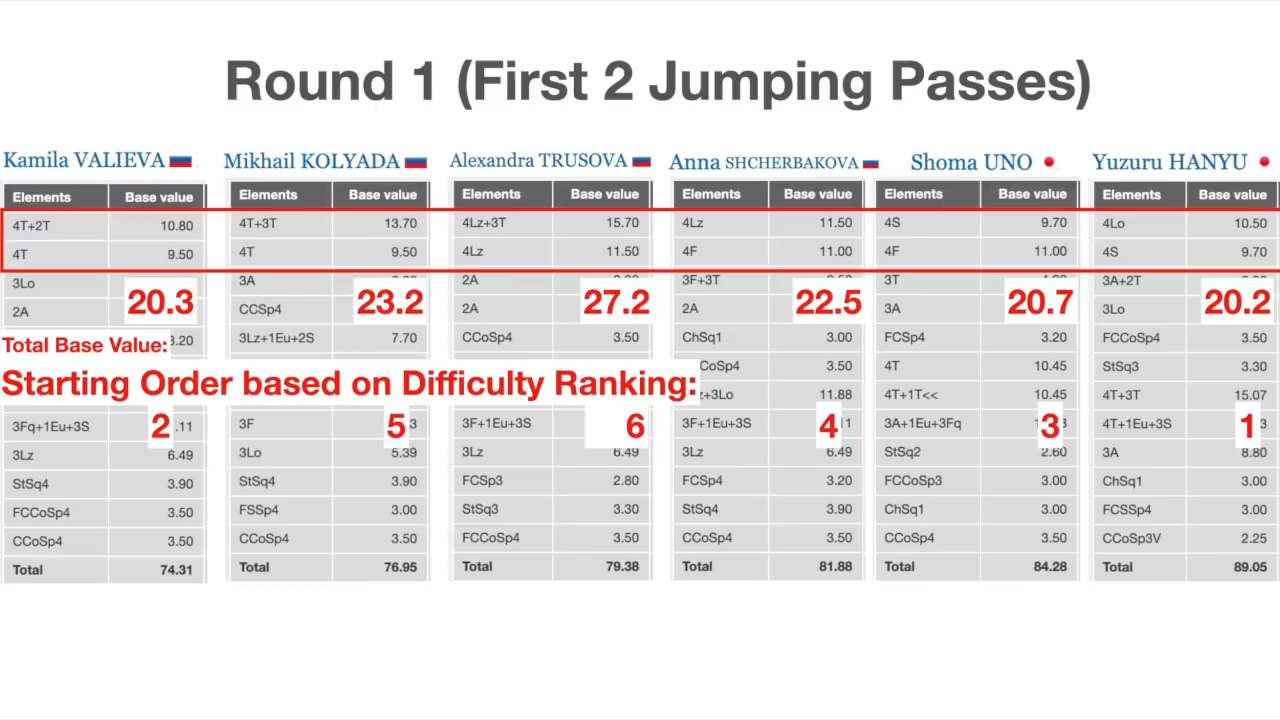 Round 1 (First 2 Jumping Passes)
Kamila VALIEVA Mikhail KOLYADA Alexandra TRUSOVA Anna SHCHERBAKOVA Shoma UNO Yuzuru HANYU
Elements Base value Elements Base value Elements Base value Elements Base value Elements Base value Elements Base value
4T+2T 10.80 4T+3T 13.70 4Lz+3T 15.70 4Lz 11.50 4S 9.70 4Lo 10.50
4T 9.50 4T 9.50 4Lz 11.50 4F 11.00 4F 11.00 4S 9.70
3Lo 3A 2A 3F+3T 3T 3A+2T
20.3 23.2 27.2 22.5 20.7 20.2
2A CCSp4 2A 2A 3A 3Lo
Total Base Value: 3Lz+1Eu+2S 7.70 CCoSp4 3.50 ChSq1 3.00 FCSp4 3.20 FCCoSp4 3.50
3.50 4T 10.45 StSq3 3.30
Starting Order based on Difficulty Ranking: 11.88 4T+1T<< 10.45 4T+3T 15.07
3Fq+1Eu+3S 2 .11 3F 5 3F+1Eu+3S 6 3F+1Eu+3S 4 3A+1Eu+3Fq 3 4T+1Eu+3S 1
3Lz 6.49 3Lo 5.39 3Lz 6.49 3Lz 6.49 StSq2 2.60 3A 8.80
StSq4 3.90 StSq4 3.90 FCSp3 2.80 FCSp4 3.20 FCCoSp3 3.00 ChSq1 3.00
FCCoSp4 3.50 FSSp4 3.00 StSq3 3.30 StSq4 3.90 ChSq1 3.00 FCSSp4 3.00
CCoSp4 3.50 CCoSp4 3.50 FCCoSp4 3.50 CCoSp4 3.50 CCoSp4 3.50 CCoSp3V 2.25
Total 74.31 Total 76.95 Total 79.38 Total 81.88 Total 84.28 Total 89.05